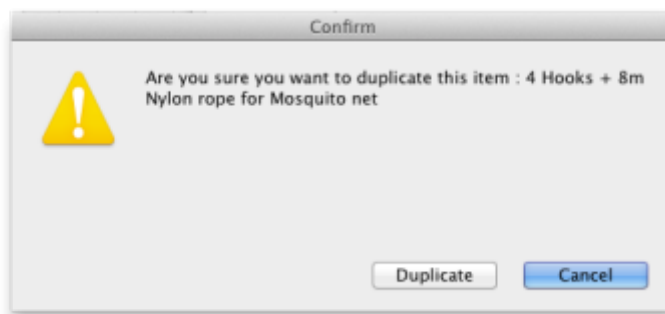 Confirm
Are you sure you want to duplicate this item : 4 Hooks + 8m
Nylon rope for Mosquito net
Duplicate
Cancel